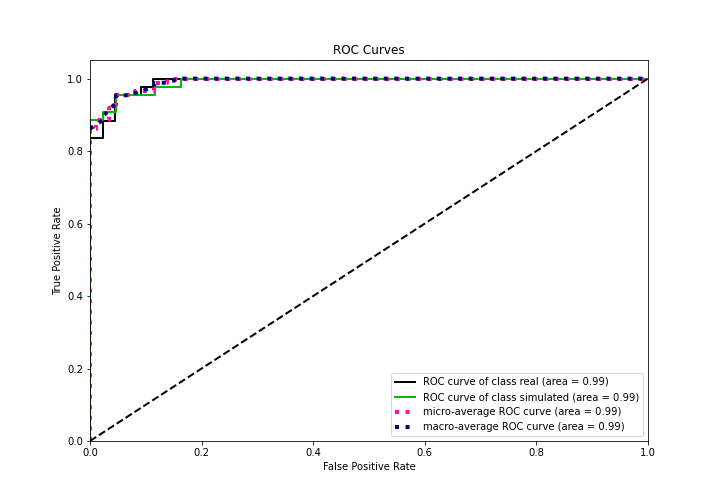 ROC Curves
True Positive Rate
1.0
0.8
0.6
0.4
0.2
0.0
0.0 0.2 0.4 0.6 0.8 1.0
False Positive Rate
ROC curve of class real (area = 0.99)
ROC curve of class simulated (area = 0.99)
micro-average ROC curve (area = 0.99)
macro-average ROC curve (area = 0.99)